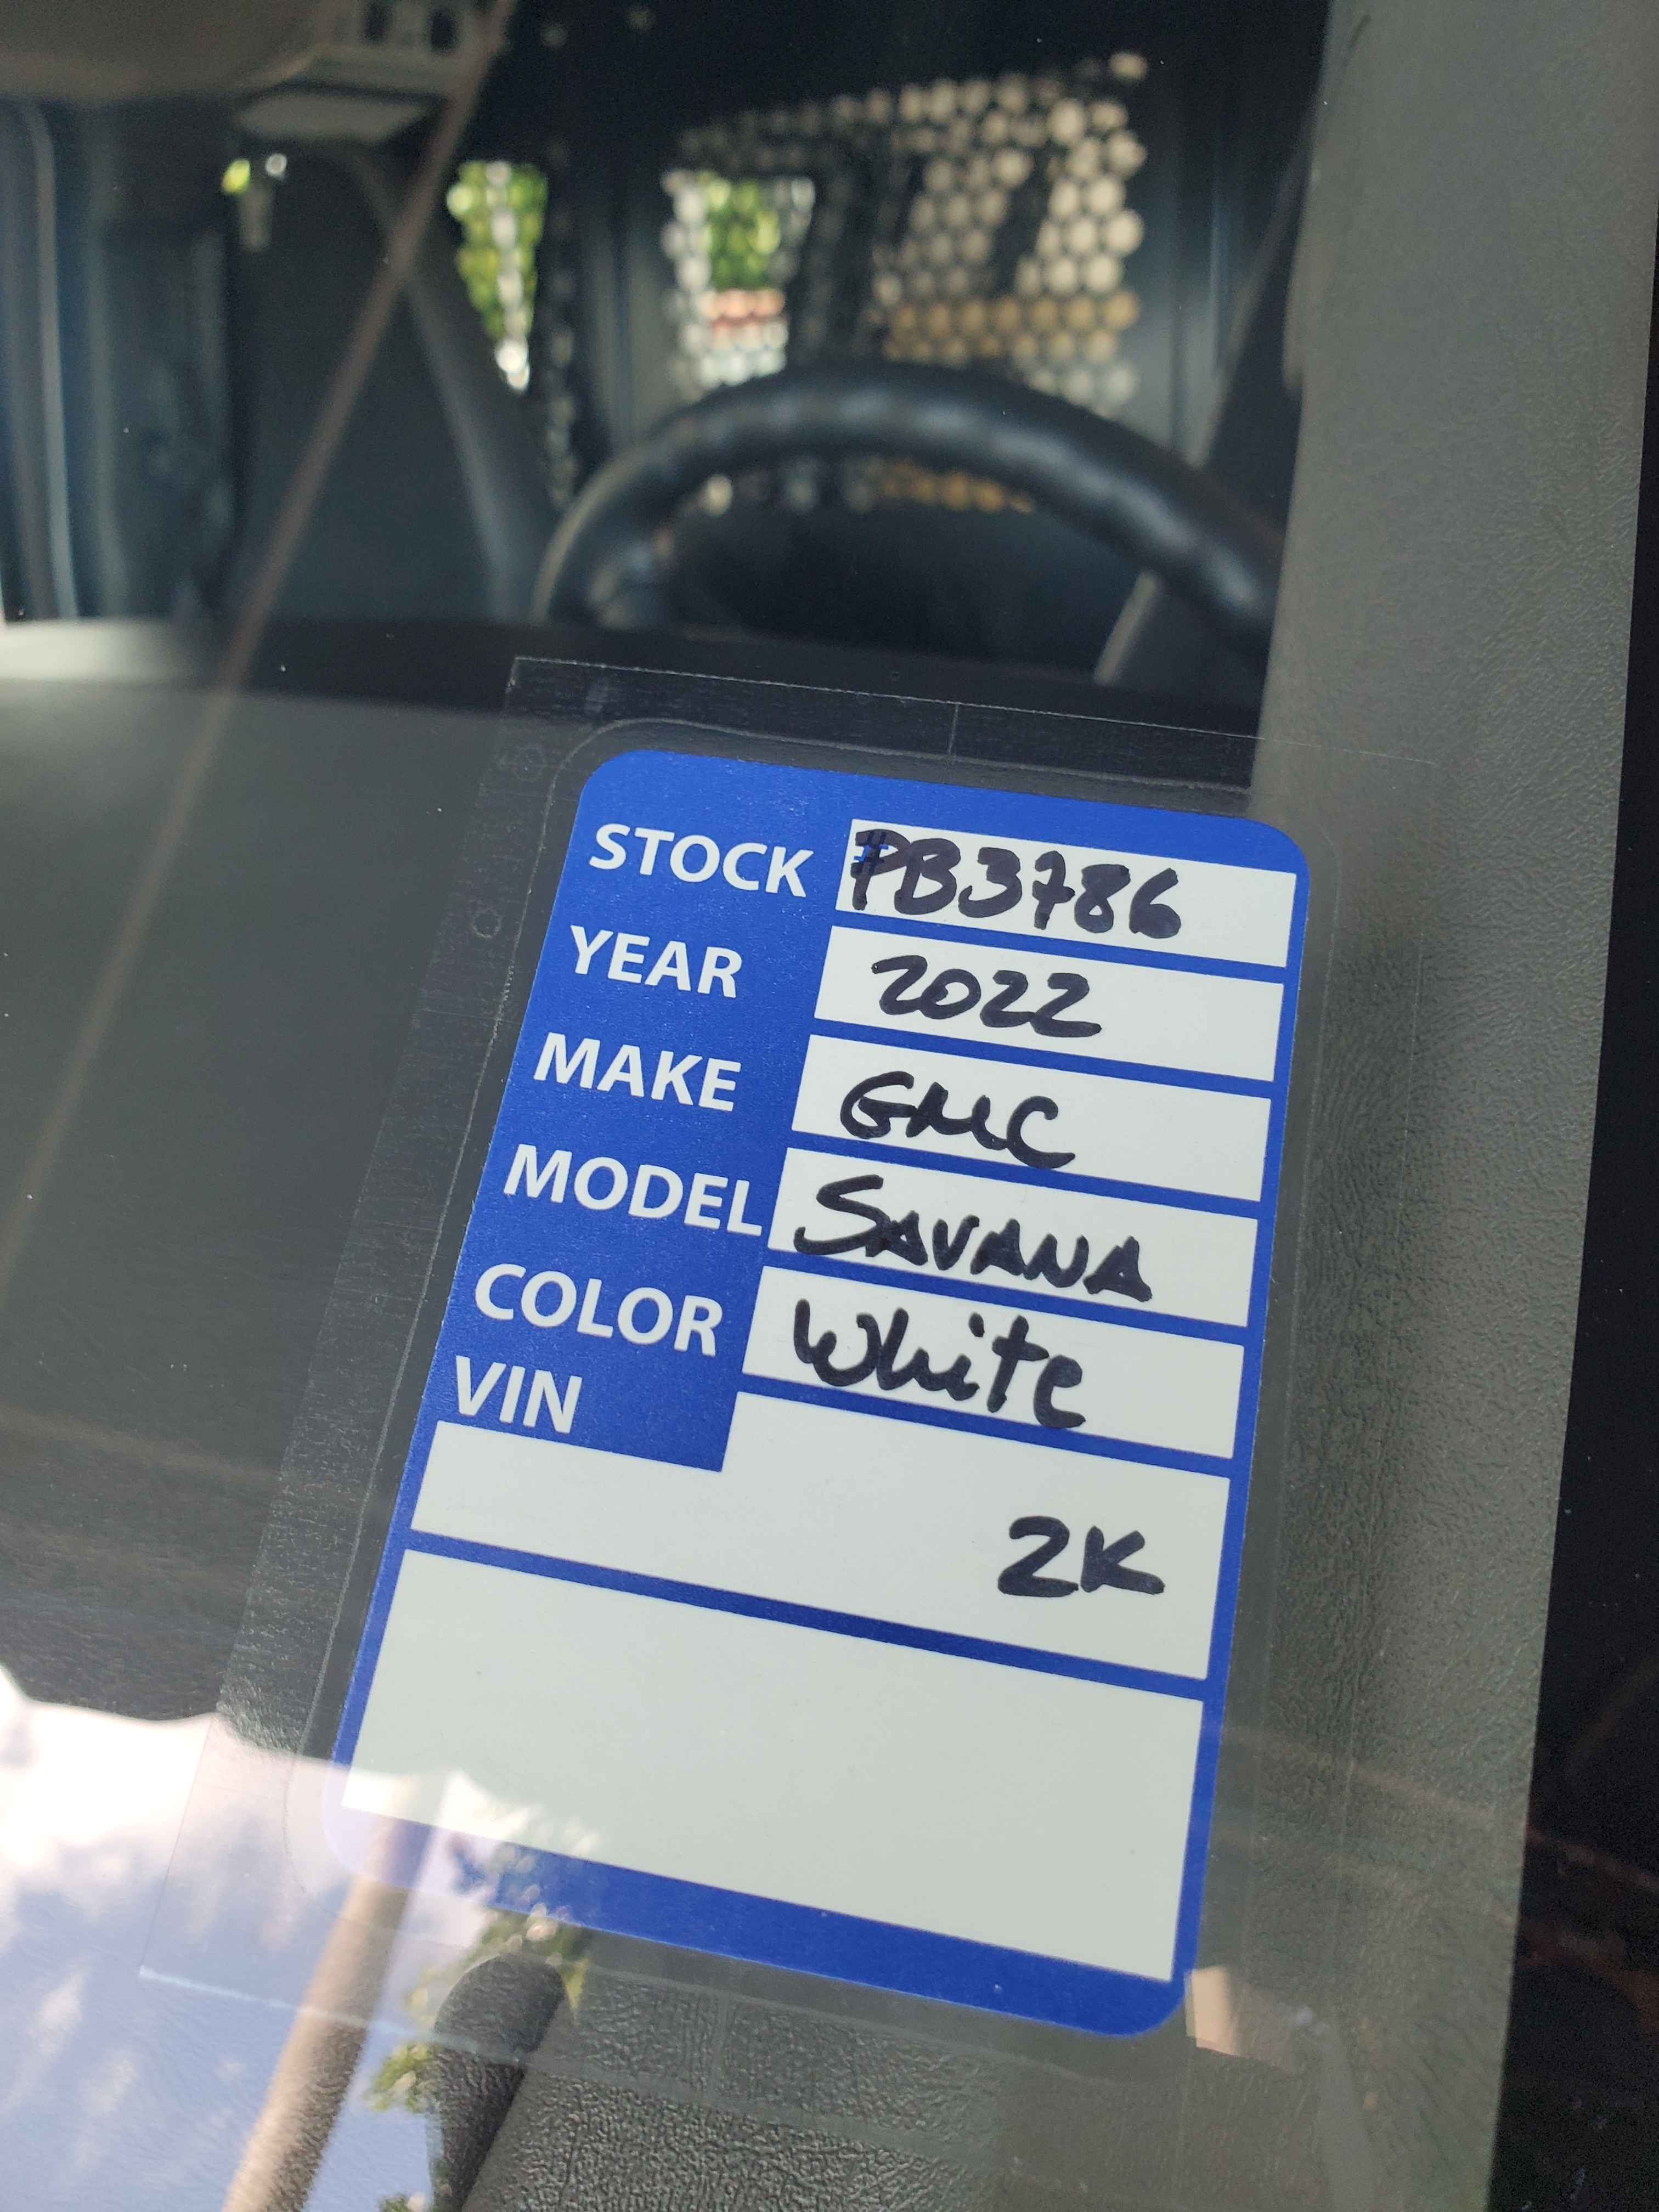 STOCK #PB3786
YEAR 2022
MAKE GMC
MODEL SAVANA
COLOR White
VIN
2K